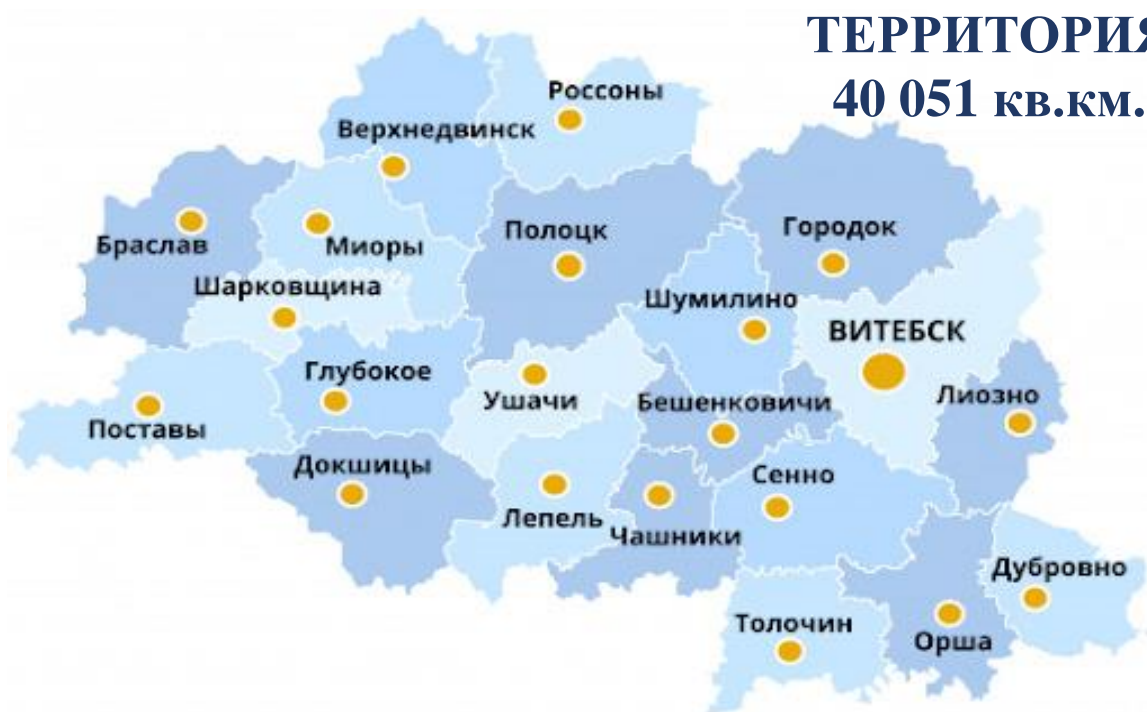 ТЕРРИТОРИЯ
40 051 кв.км.
Россоны
Верхнедвинск
Браслав
Миоры
Полоцк
Городок
Шарковщина
Шумилино
ВИТЕБСК
Глубокое
Ушачи
Бешенковичи
Лиозно
Поставы
Докшицы
Сенно
Лепель
Чашники
Дубровно
Толочин
Орша